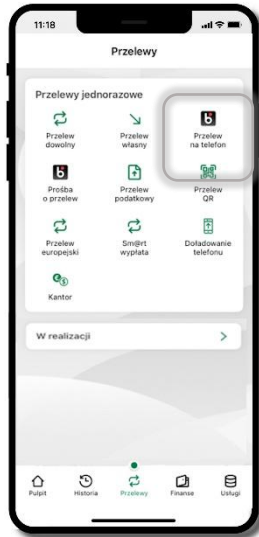 11:18
Przelewy
Przelewy jednorazowe
Przelew
dowolny
Przelew
własny
Przelew
na telefon
Prośba
o przelew
Przelew
podatkowy
Przelew
QR
Przelew
europejski
Sm@rt
wypłata
Doładowanie
telefonu
Kantor
W realizacji
Pulpit
Historia
Przelewy
Finanse
Usługi